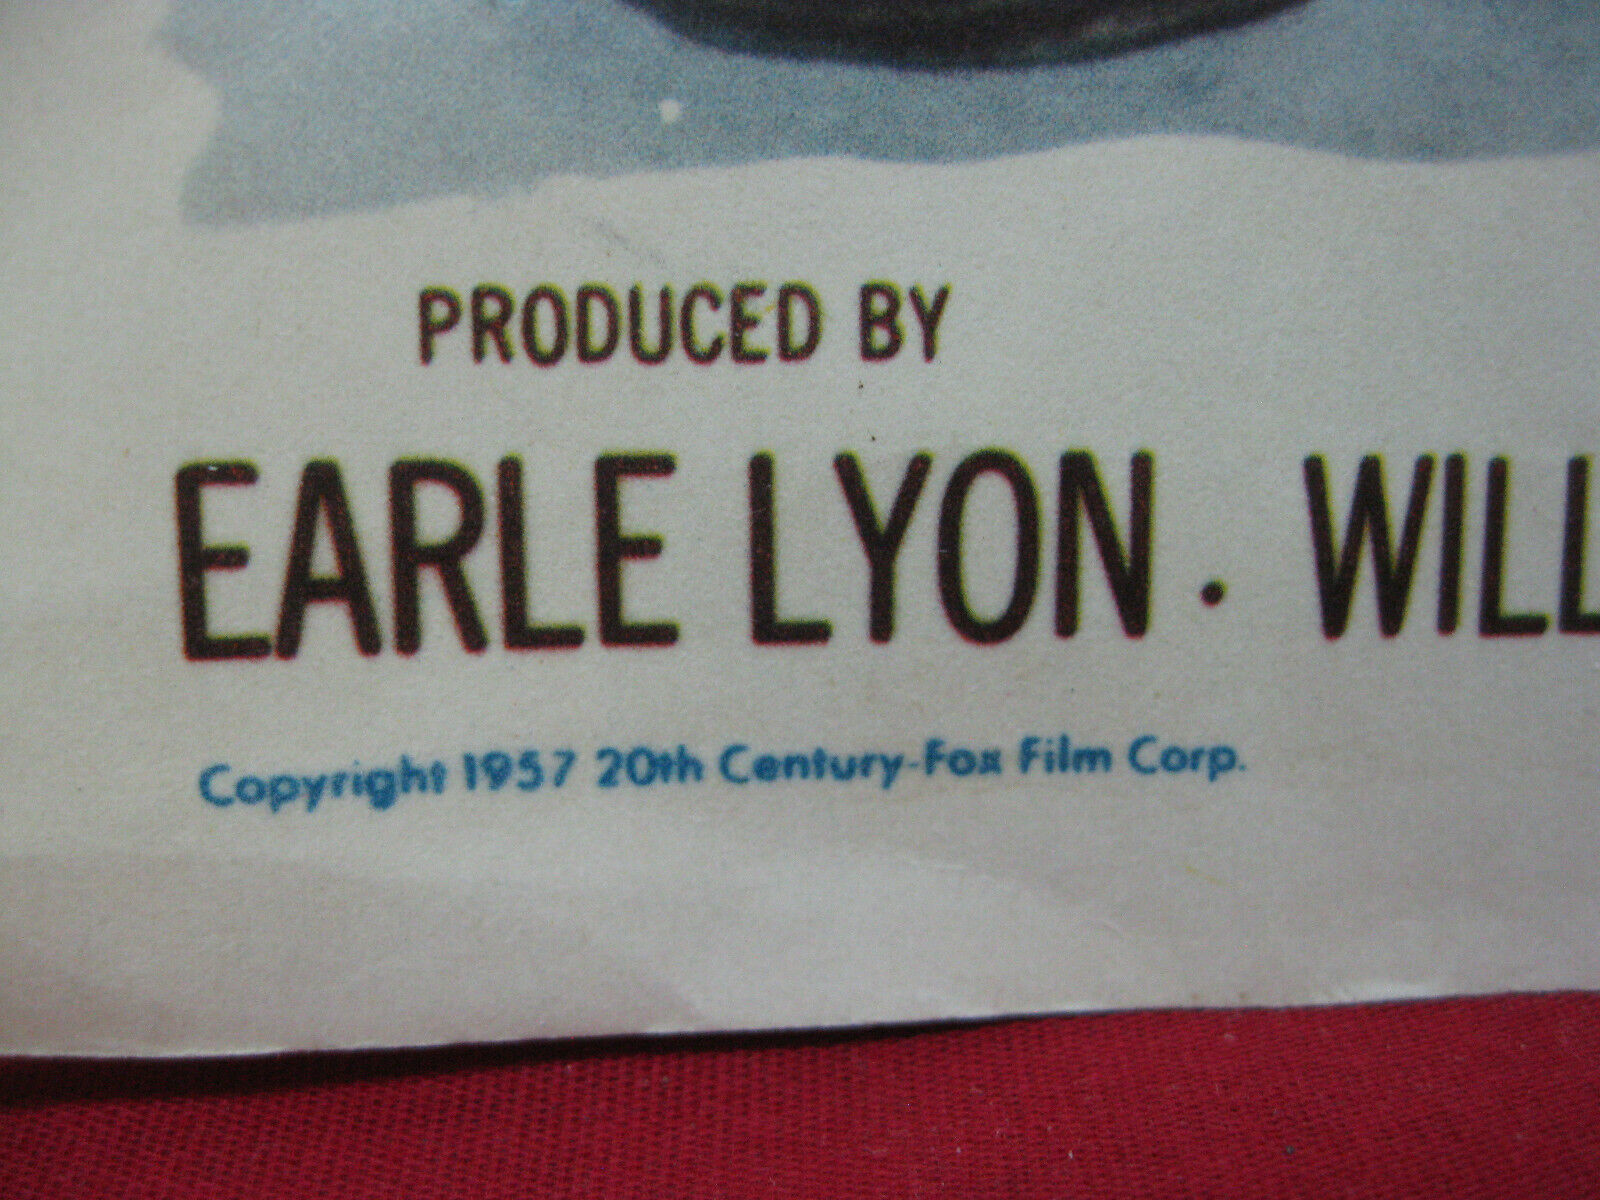 PRODUCED BY
EARLE LYON · WILL
Copyright 1957 20th Century-Fox Film Corp.